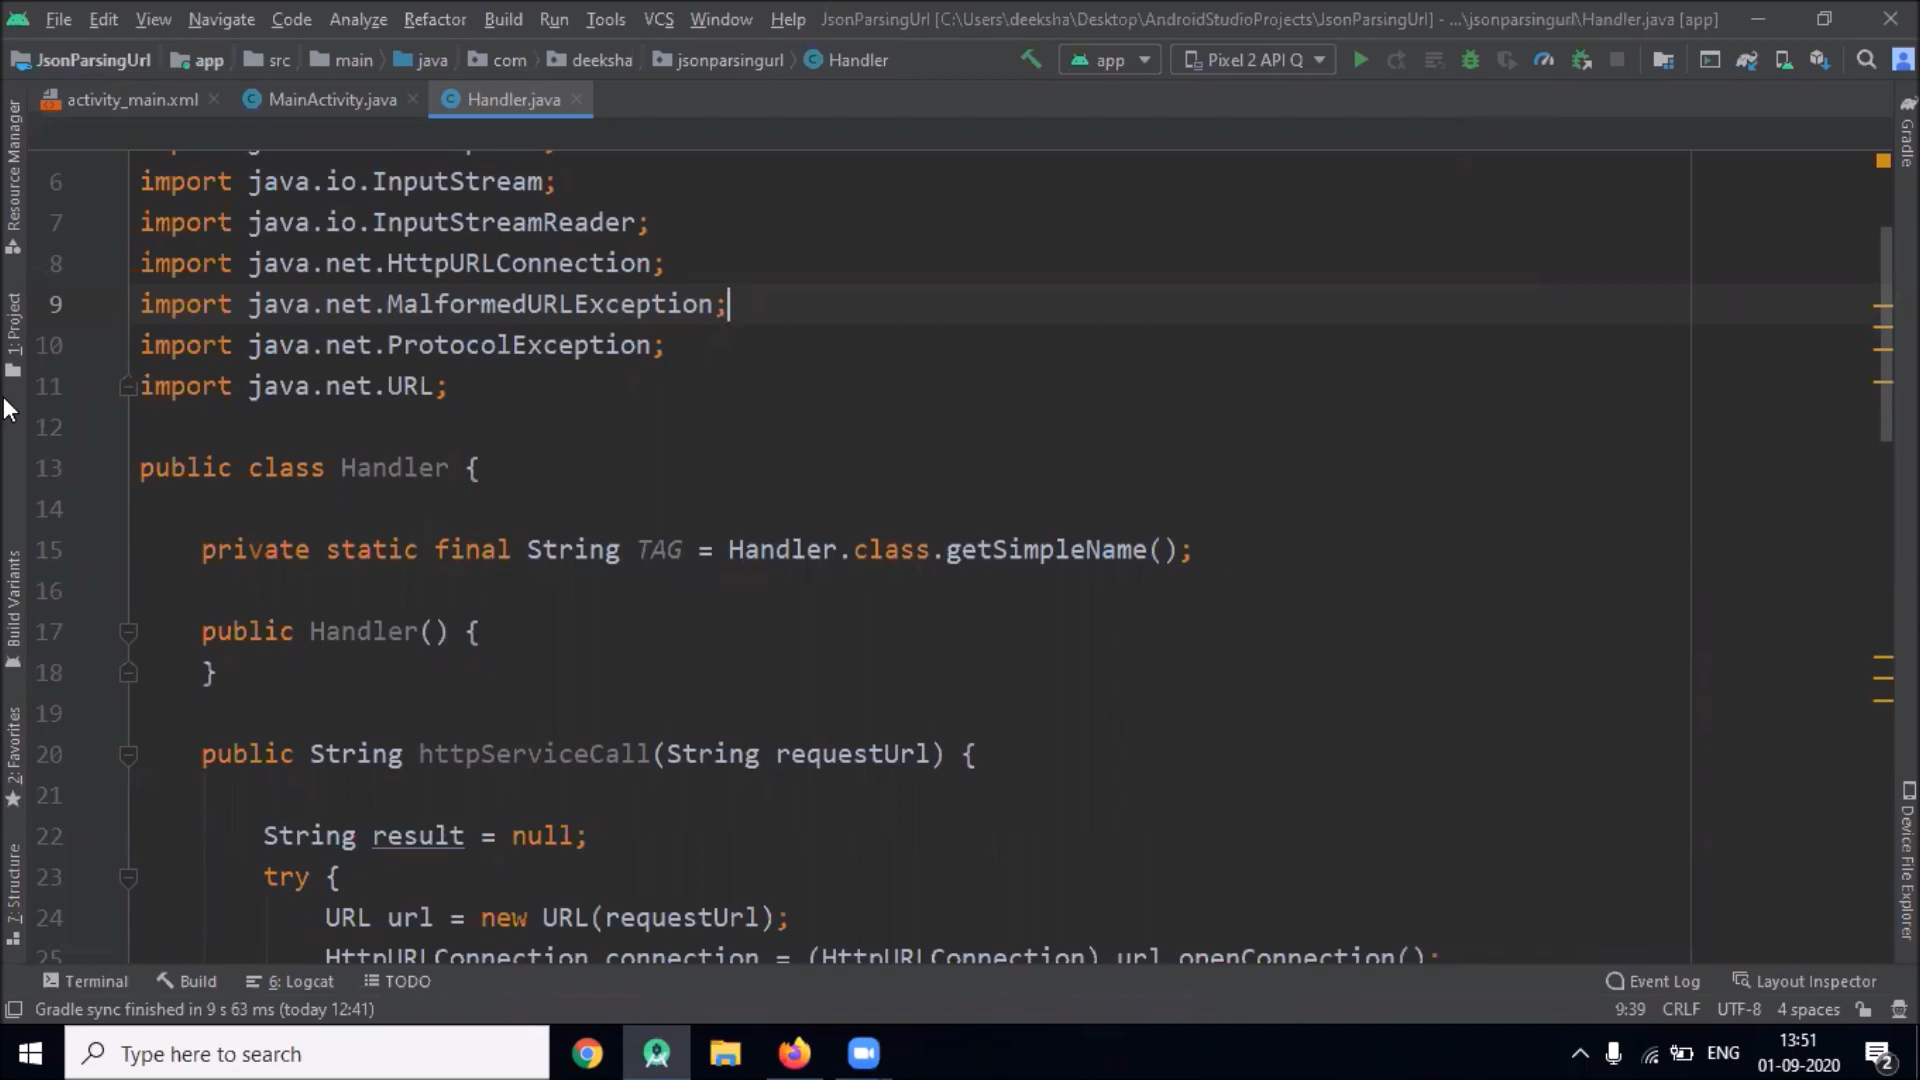 File Edit View Navigate Code Analyze Refactor Build Run Tools VCS Window Help JsonParsingUrl [C:\Users\deeksha\Desktop\AndroidStudioProjects\JsonParsingUrl] - ...\jsonparsingurl\Handler.java [app]
JsonParsingUrl app src main java com deeksha jsonparsingurl Handler app Pixel 2 API Q
activity_main.xml MainActivity.java Handler.java
6 import java.io.InputStream;
7 import java.io.InputStreamReader;
8 import java.net.HttpURLConnection;
9 import java.net.MalformedURLException;
10 import java.net.ProtocolException;
11 import java.net.URL;
12
13 public class Handler {
14
15 private static final String TAG = Handler.class.getSimpleName();
16
17 public Handler() {
18 }
19
20 public String httpServiceCall(String requestUrl) {
21
22 String result = null;
23 try {
24 URL url = new URL(requestUrl);
25 HttpURLConnection connection = (HttpURLConnection) url.openConnection();
Resource Manager
1: Project
Build Variants
2: Favorites
7: Structure
Gradle
Device File Explorer
Terminal Build 6: Logcat TODO Event Log Layout Inspector
Gradle sync finished in 9 s 63 ms (today 12:41) 9:39 CRLF UTF-8 4 spaces
Type here to search ENG 13:51
01-09-2020 2